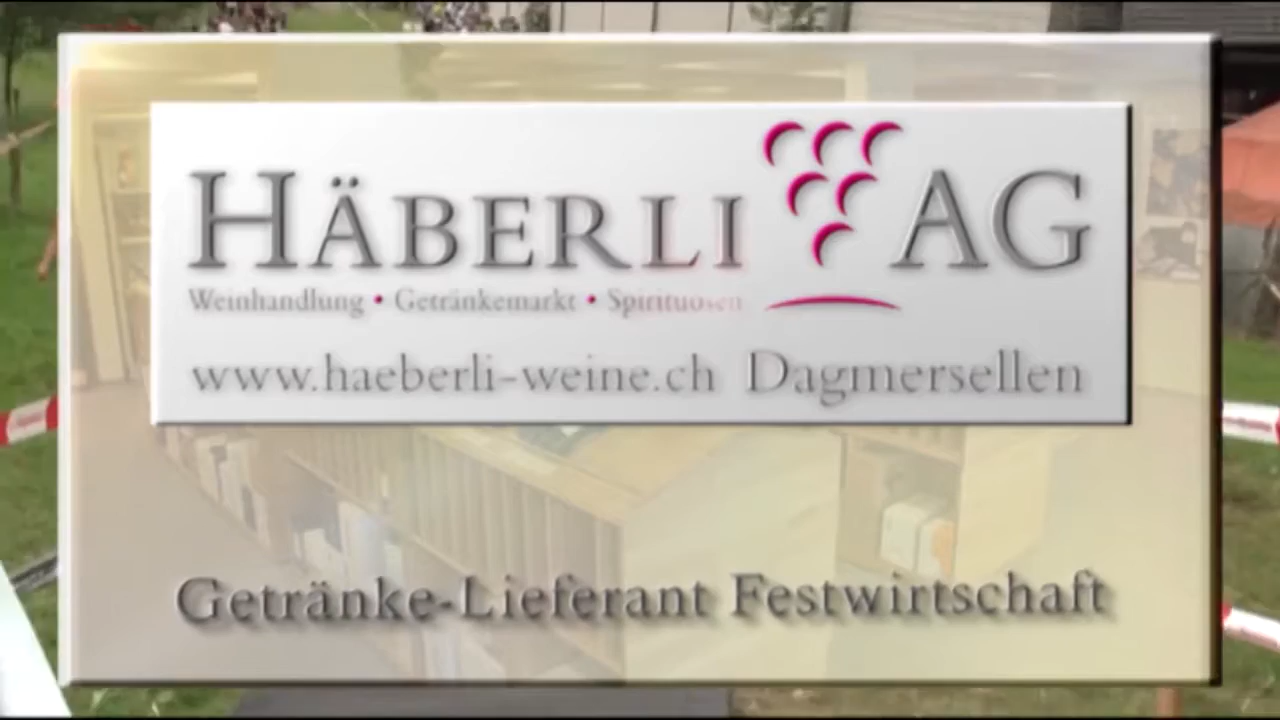 HÄBERLI AG
Weinhandlung • Getränkemarkt • Spirituosen
www.haeberli-weine.ch Dagmersellen
Getränke-Lieferant Festwirtschaft